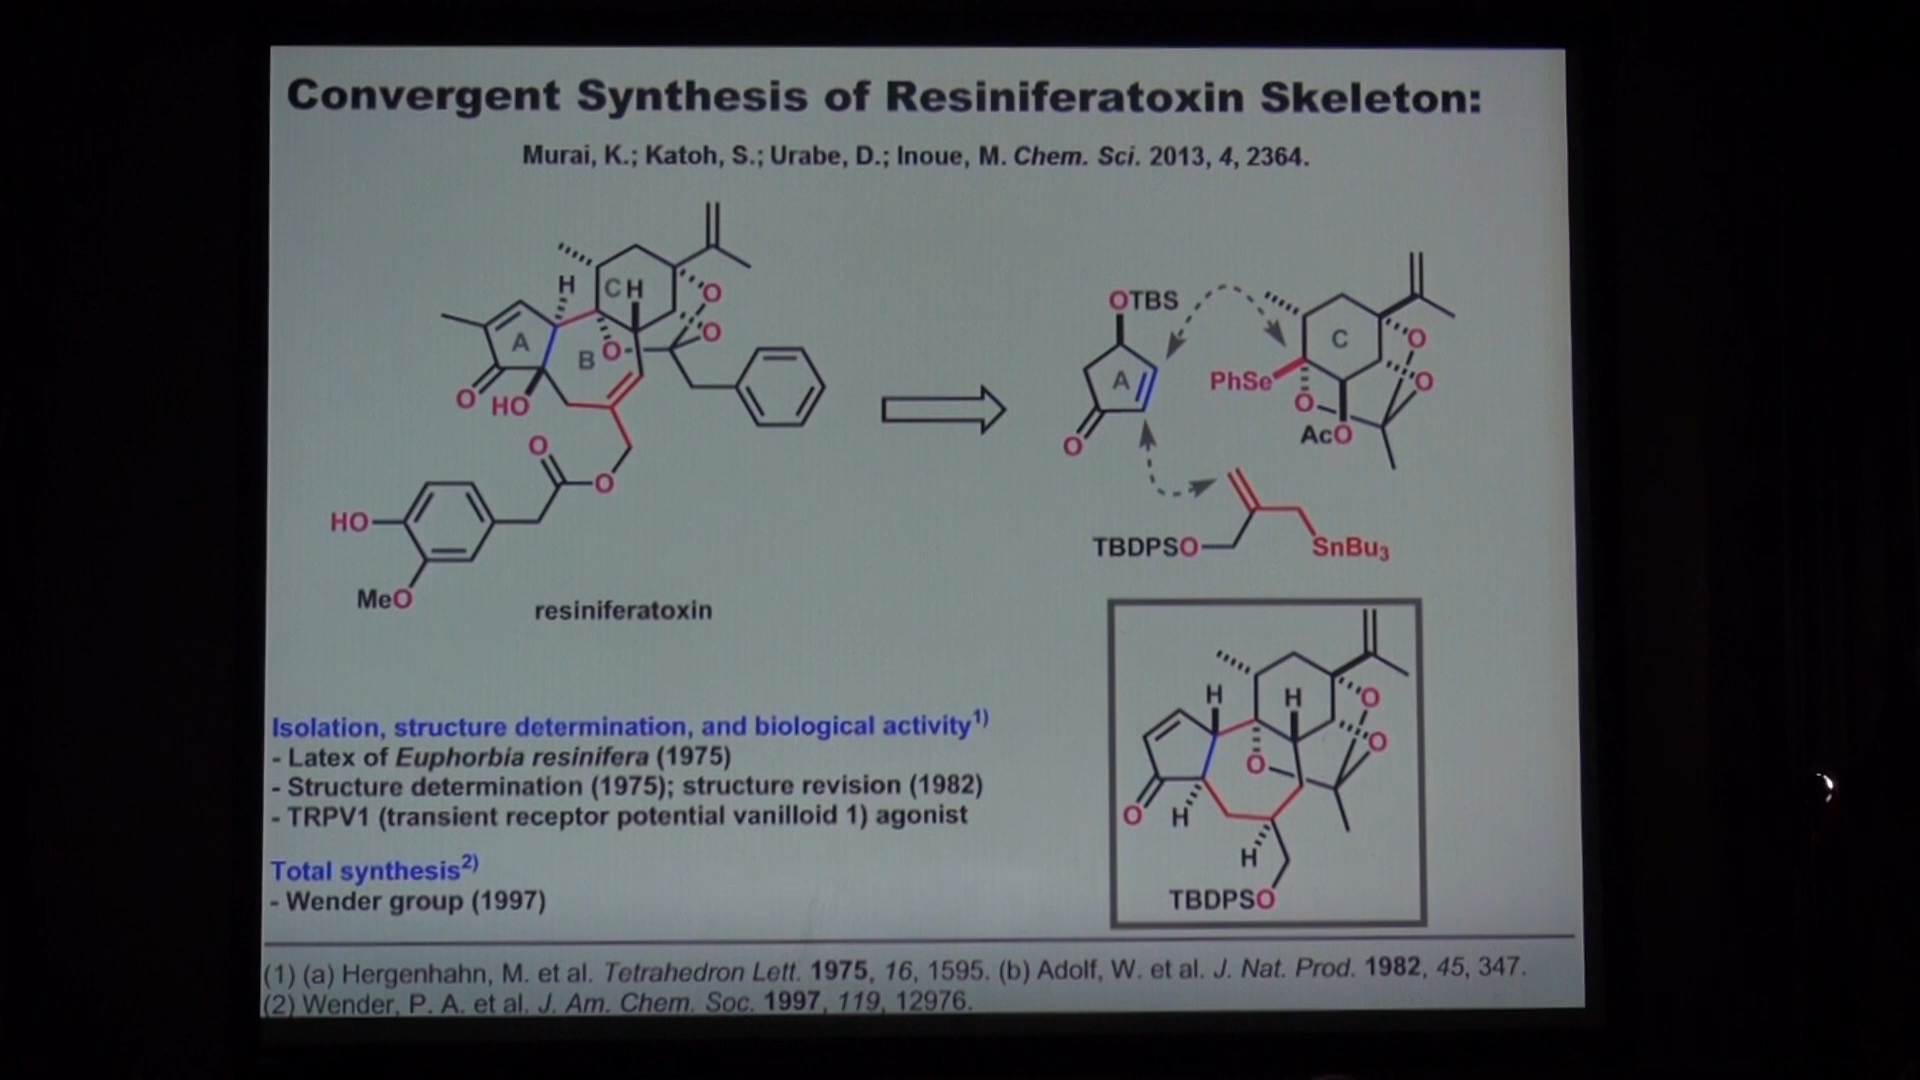 Convergent Synthesis of Resiniferatoxin Skeleton:
Murai, K.; Katoh, S.; Urabe, D.; Inoue, M. Chem. Sci. 2013, 4, 2364.
H
C H
O
O
A
B
O
O
HO
O
O
HO
MeO
resiniferatoxin
OTBS
A
O
C
O
PhSe
O
O
AcO
TBDPSO
SnBu3
H
H
O
O
O
O
H
H
TBDPSO
Isolation, structure determination, and biological activity1)
- Latex of Euphorbia resinifera (1975)
- Structure determination (1975); structure revision (1982)
- TRPV1 (transient receptor potential vanilloid 1) agonist
Total synthesis2)
- Wender group (1997)
(1) (a) Hergenhahn, M. et al. Tetrahedron Lett. 1975, 16, 1595. (b) Adolf, W. et al. J. Nat. Prod. 1982, 45, 347.
(2) Wender, P. A. et al. J. Am. Chem. Soc. 1997, 119, 12976.